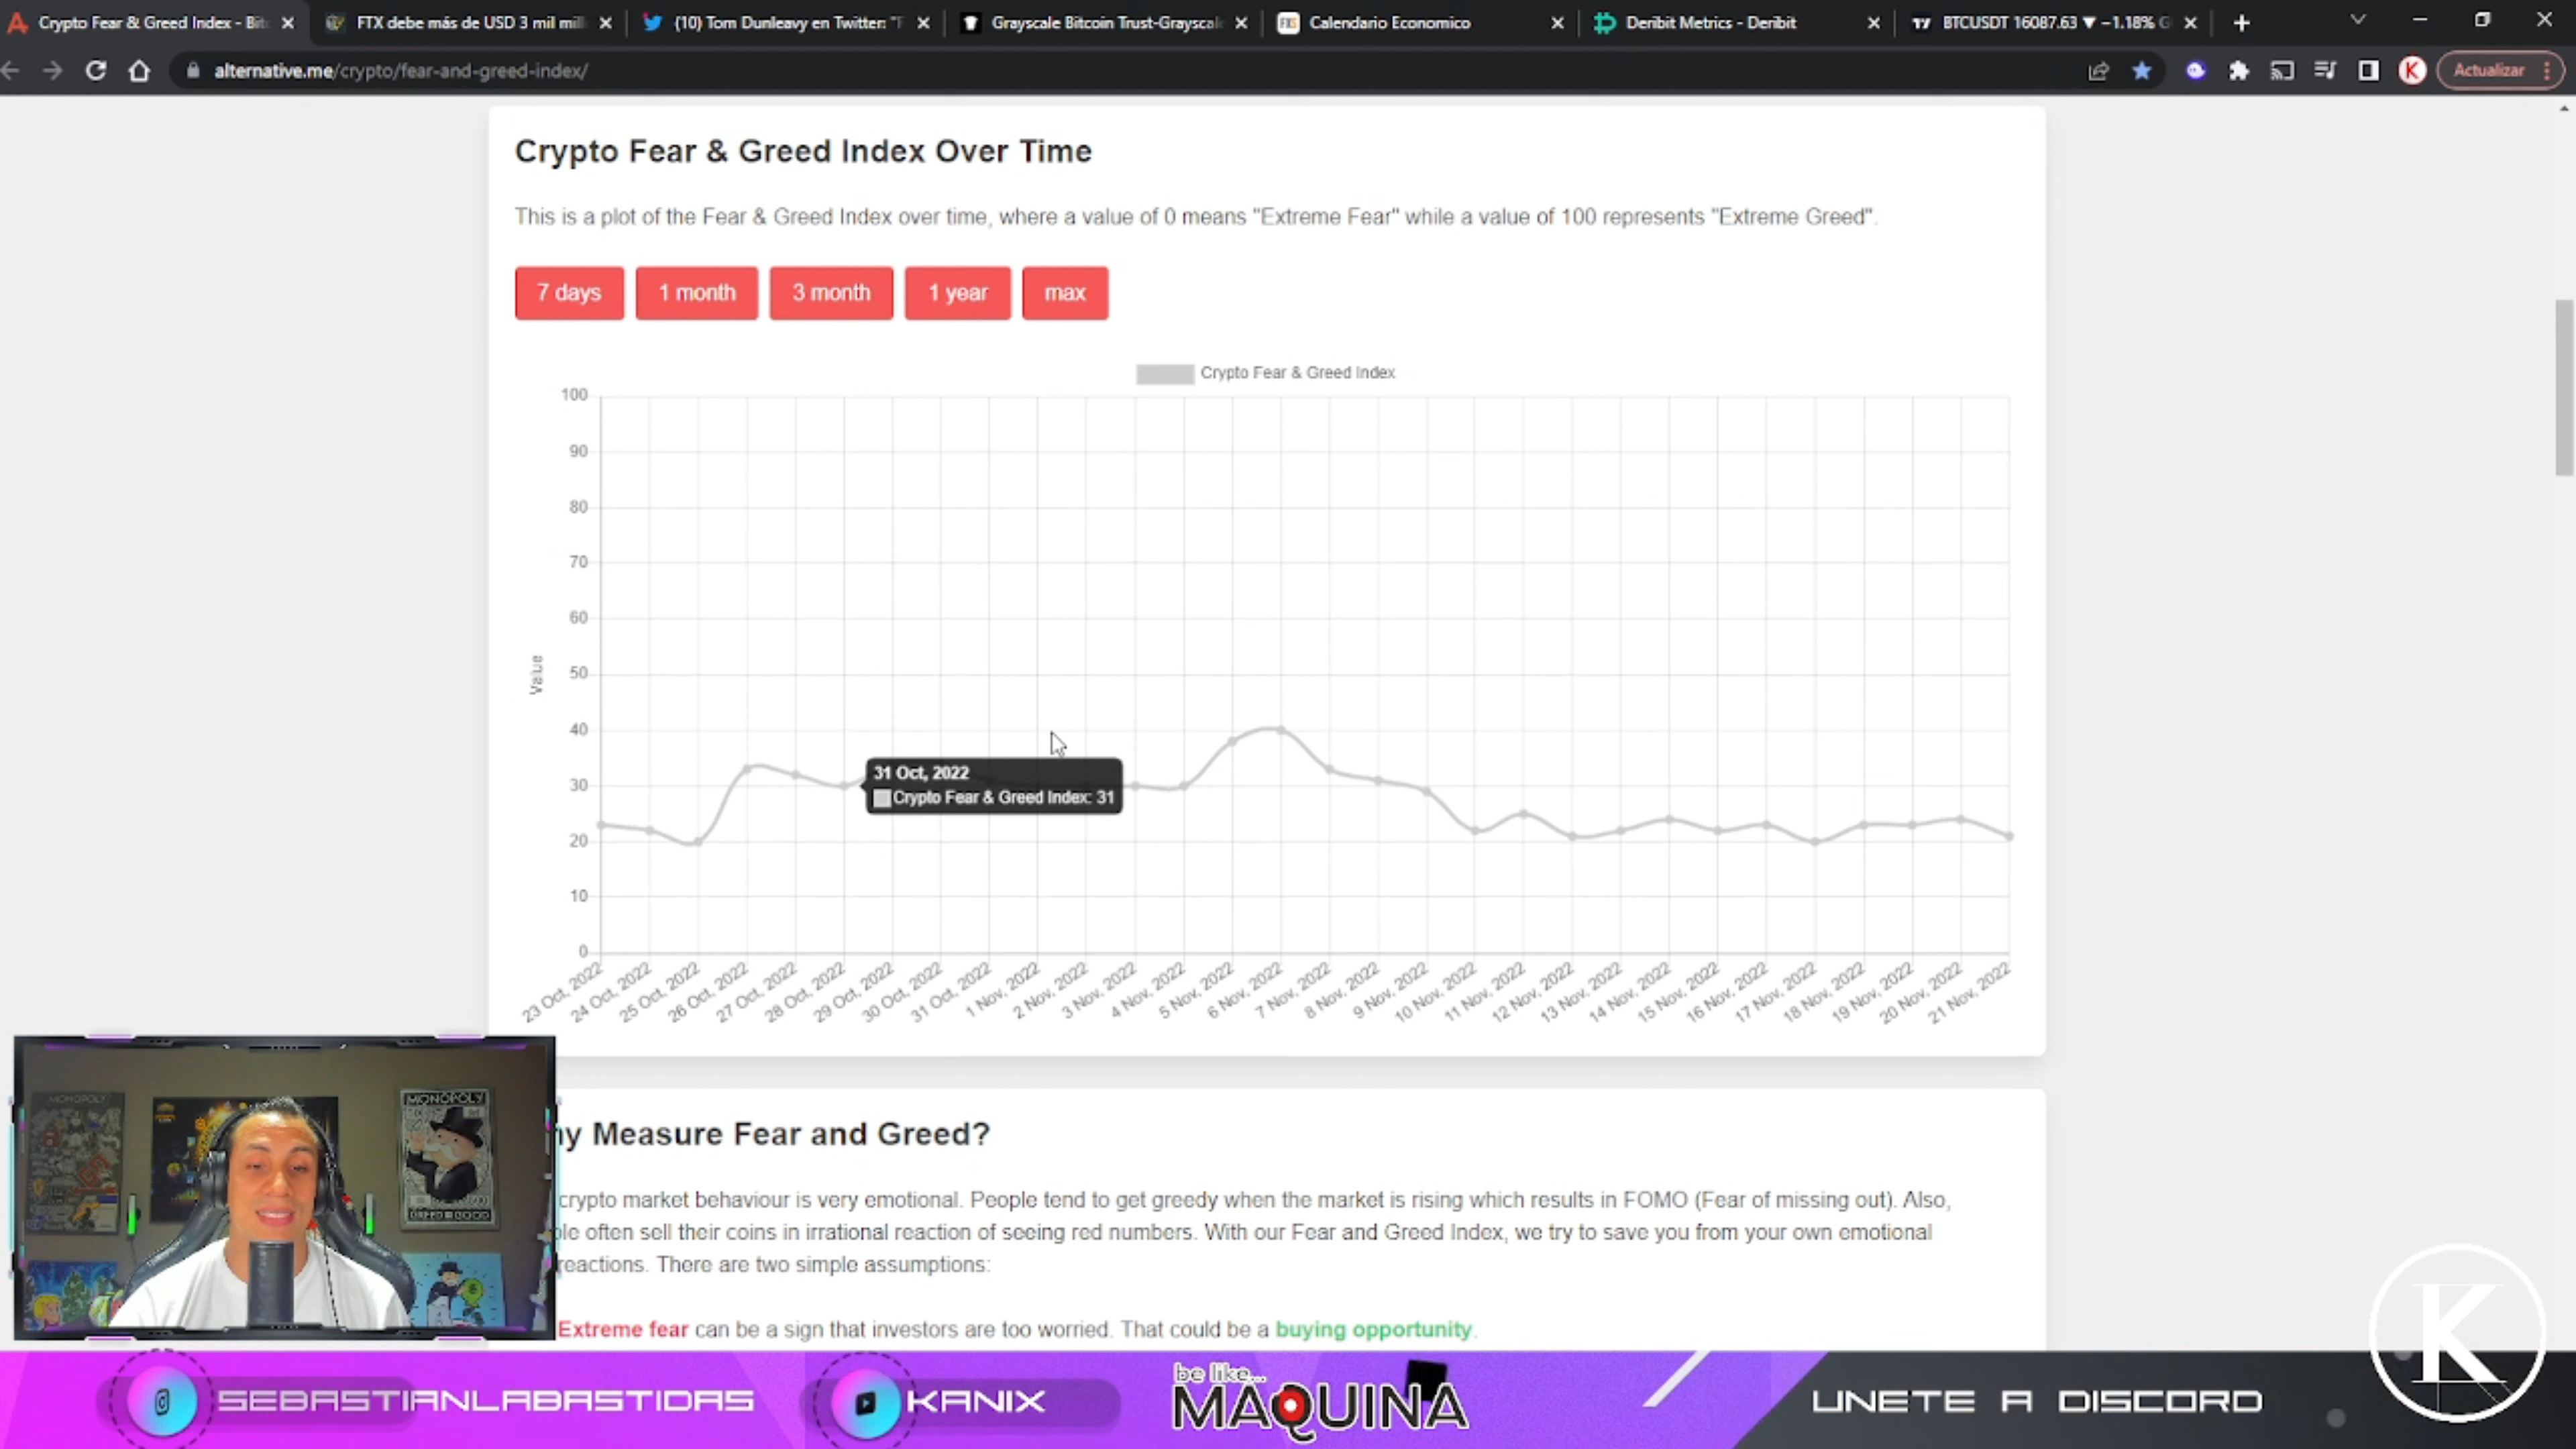 Crypto Fear & Greed Index - Bit
FTX debe más de USD 3 mil mil
(10) Tom Dunleavy en Twitter: "F
Grayscale Bitcoin Trust-Grayscal
Calendario Economico
Deribit Metrics - Deribit
BTCUSDT 16087.63 ▼ −1.18%
alternative.me/crypto/fear-and-greed-index/
Actualizar
Crypto Fear & Greed Index Over Time
This is a plot of the Fear & Greed Index over time, where a value of 0 means "Extreme Fear" while a value of 100 represents "Extreme Greed".
7 days
1 month
3 month
1 year
max
Crypto Fear & Greed Index
100
90
80
70
60
50
40
30
20
10
0
Value
31 Oct, 2022
Crypto Fear & Greed Index: 31
23 Oct, 2022
24 Oct, 2022
25 Oct, 2022
26 Oct, 2022
27 Oct, 2022
28 Oct, 2022
29 Oct, 2022
30 Oct, 2022
31 Oct, 2022
1 Nov, 2022
2 Nov, 2022
3 Nov, 2022
4 Nov, 2022
5 Nov, 2022
6 Nov, 2022
7 Nov, 2022
8 Nov, 2022
9 Nov, 2022
10 Nov, 2022
11 Nov, 2022
12 Nov, 2022
13 Nov, 2022
14 Nov, 2022
15 Nov, 2022
16 Nov, 2022
17 Nov, 2022
18 Nov, 2022
19 Nov, 2022
20 Nov, 2022
21 Nov, 2022
hy Measure Fear and Greed?
crypto market behaviour is very emotional. People tend to get greedy when the market is rising which results in FOMO (Fear of missing out). Also,
ple often sell their coins in irrational reaction of seeing red numbers. With our Fear and Greed Index, we try to save you from your own emotional
reactions. There are two simple assumptions:
Extreme fear can be a sign that investors are too worried. That could be a buying opportunity.
MONOPOLY
MONOPOLY
GREED IS GOOD
SEBASTIANLABASTIDAS
KANIX
be like...
MAQUINA
UNETE A DISCORD
K